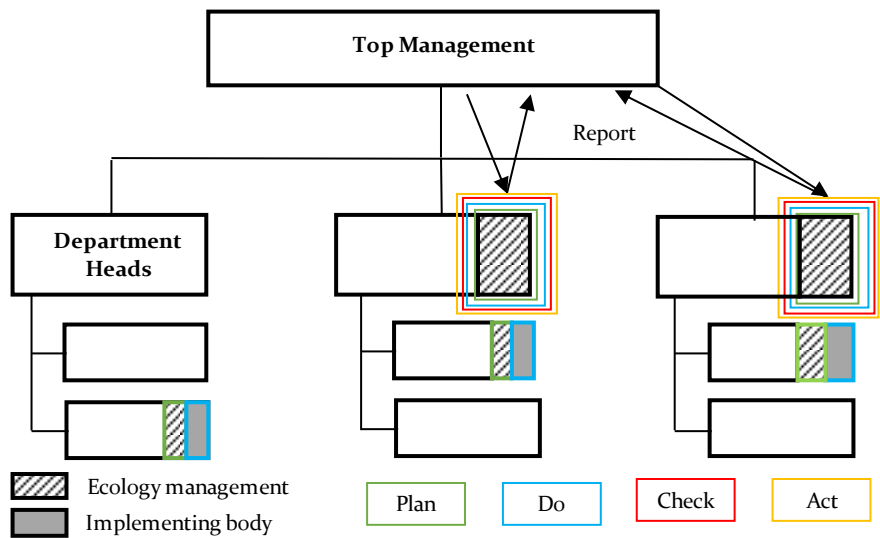 Top Management
Report
Department
Heads
Ecology management
Implementing body
Plan
Do
Check
Act